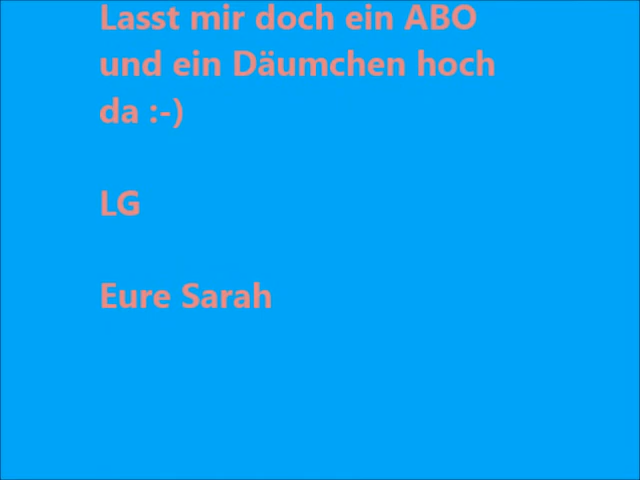 Lasst mir doch ein ABO
und ein Däumchen hoch
da :-)
LG
Eure Sarah